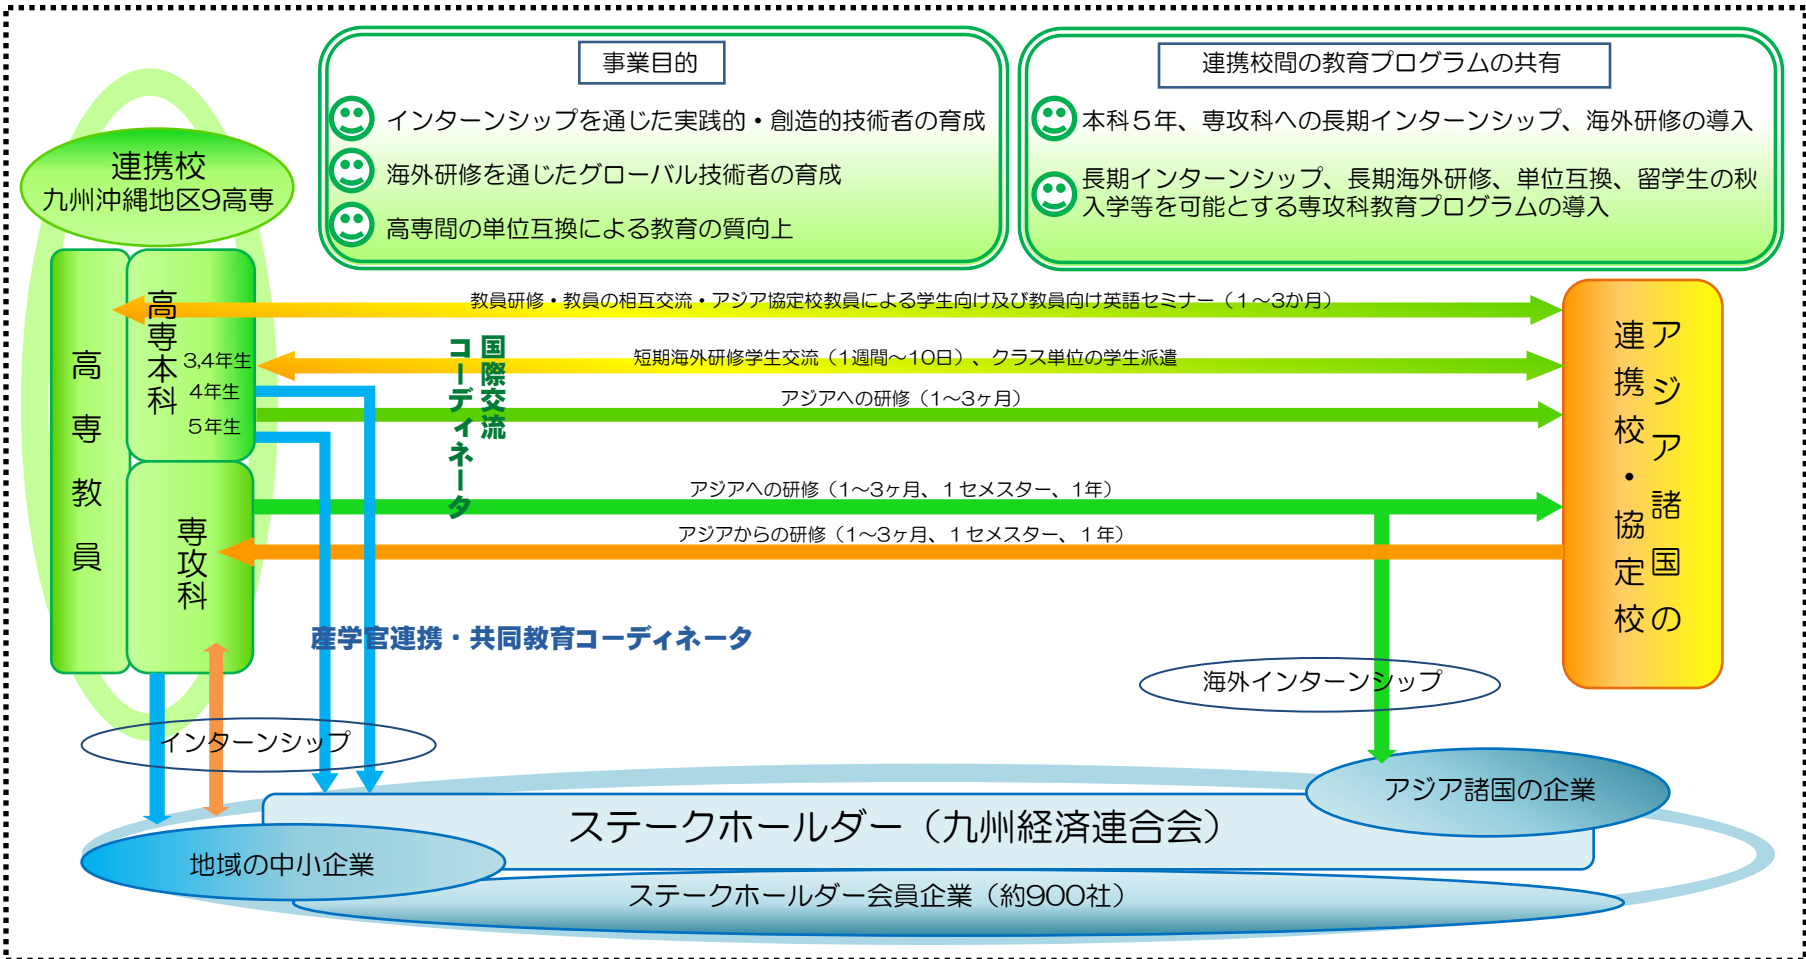 事業目的
インターンシップを通じた実践的・創造的技術者の育成
海外研修を通じたグローバル技術者の育成
高専間の単位互換による教育の質向上
連携校間の教育プログラムの共有
本科５年、専攻科への長期インターンシップ、海外研修の導入
長期インターンシップ、長期海外研修、単位互換、留学生の秋
入学等を可能とする専攻科教育プログラムの導入
連携校
九州沖縄地区9高専
高専教員
高専本科
3,4年生
4年生
５年生
専攻科
教員研修・教員の相互交流・アジア協定校教員による学生向け及び教員向け英語セミナー（１～3か月）
短期海外研修学生交流（1週間～10日）、クラス単位の学生派遣
アジアへの研修（1～3ヶ月）
国際交流
コーディネータ
アジアへの研修（1～3ヶ月、１セメスター、1年）
アジアからの研修（1～3ヶ月、１セメスター、１年）
アジア諸国の
連携校・協定校
産学官連携・共同教育コーディネータ
海外インターンシップ
インターンシップ
アジア諸国の企業
ステークホールダー（九州経済連合会）
地域の中小企業
ステークホールダー会員企業（約900社）